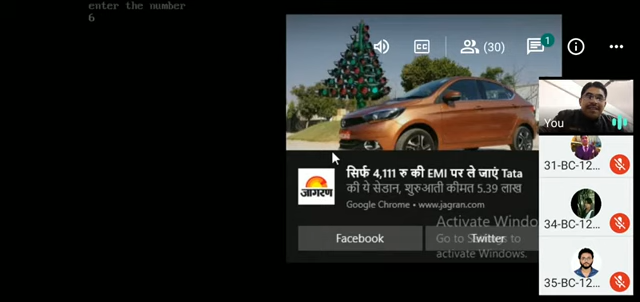 enter the number
6
(30)
1
You
सिर्फ 4,111 रु की EMI पर ले जाएं Tata
की ये सेडान, शुरुआती कीमत 5.39 लाख
जागरण
Google Chrome • www.jagran.com
Activate Windo
Go to Settings to
activate Windows.
Facebook
Twitter
31-BC-12...
34-BC-12...
35-BC-12...